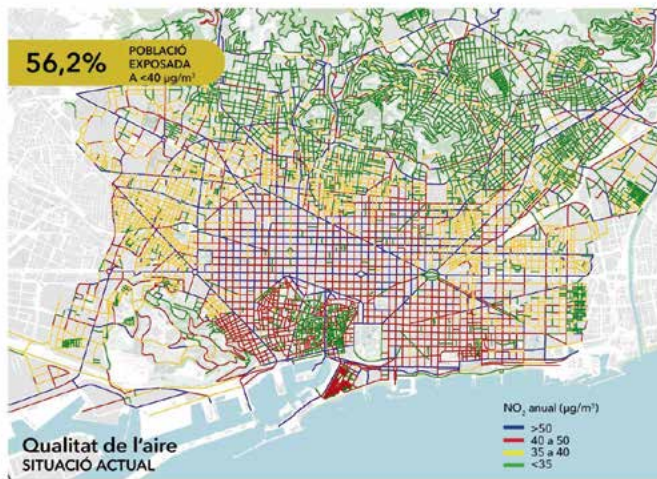 56,2%
POBLACIÓ
EXPOSADA
A <40 µg/m³
Qualitat de l'aire
SITUACIÓ ACTUAL
NO₂ anual (µg/m³)
>50
40 a 50
35 a 40
<35